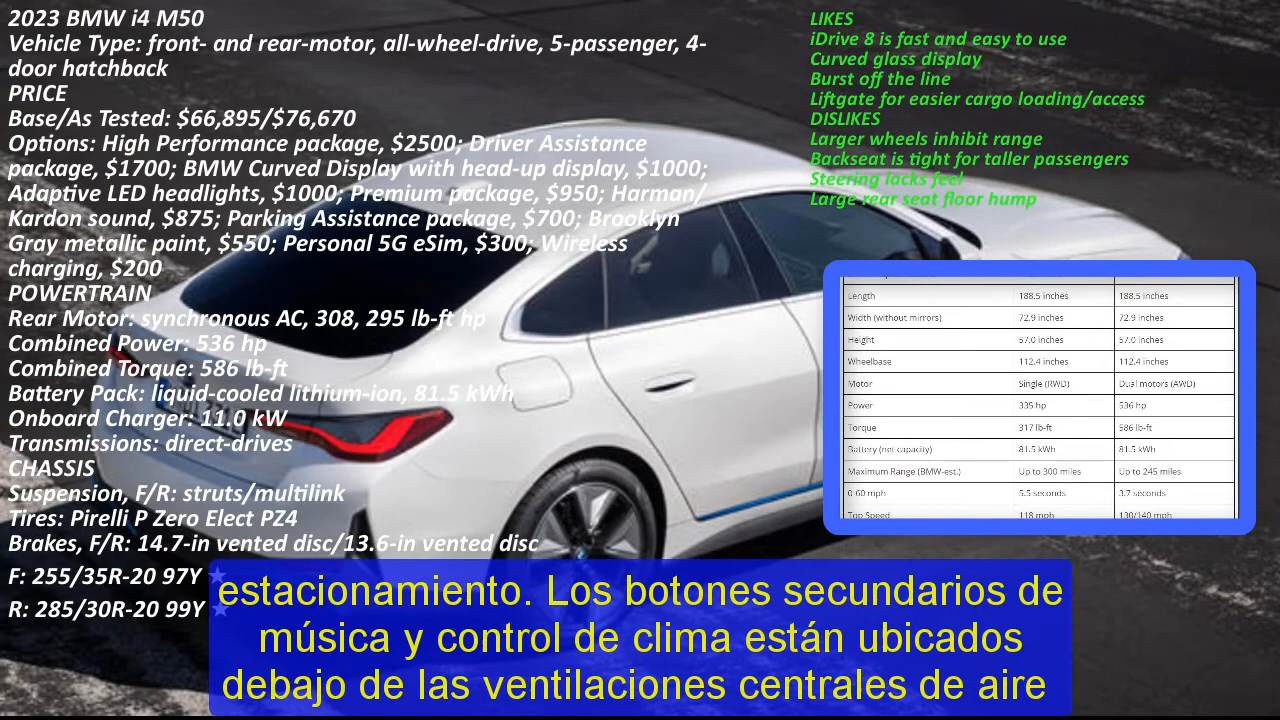 2023 BMW i4 M50
Vehicle Type: front- and rear-motor, all-wheel-drive, 5-passenger, 4-
door hatchback
PRICE
Base/As Tested: $66,895/$76,670
Options: High Performance package, $2500; Driver Assistance
package, $1700; BMW Curved Display with head-up display, $1000;
Adaptive LED headlights, $1000; Premium package, $950; Harman/
Kardon sound, $875; Parking Assistance package, $700; Brooklyn
Gray metallic paint, $550; Personal 5G eSim, $300; Wireless
charging, $200
POWERTRAIN
Rear Motor: synchronous AC, 308, 295 lb-ft hp
Combined Power: 536 hp
Combined Torque: 586 lb-ft
Battery Pack: liquid-cooled lithium-ion, 81.5 kWh
Onboard Charger: 11.0 kW
Transmissions: direct-drives
CHASSIS
Suspension, F/R: struts/multilink
Tires: Pirelli P Zero Elect PZ4
Brakes, F/R: 14.7-in vented disc/13.6-in vented disc
F: 255/35R-20 97Y ★
R: 285/30R-20 99Y ★
LIKES
iDrive 8 is fast and easy to use
Curved glass display
Burst off the line
Liftgate for easier cargo loading/access
DISLIKES
Larger wheels inhibit range
Backseat is tight for taller passengers
Steering lacks feel
Large rear seat floor hump
Length 188.5 inches 188.5 inches
Width (without mirrors) 72.9 inches 72.9 inches
Height 57.0 inches 57.0 inches
Wheelbase 112.4 inches 112.4 inches
Motor Single (RWD) Dual motors (AWD)
Power 335 hp 536 hp
Torque 317 lb-ft 586 lb-ft
Battery (net capacity) 81.5 kWh 81.5 kWh
Maximum Range (BMW-est.) Up to 300 miles Up to 245 miles
0-60 mph 5.5 seconds 3.7 seconds
Top Speed 118 mph 130/140 mph
estacionamiento. Los botones secundarios de
música y control de clima están ubicados
debajo de las ventilaciones centrales de aire